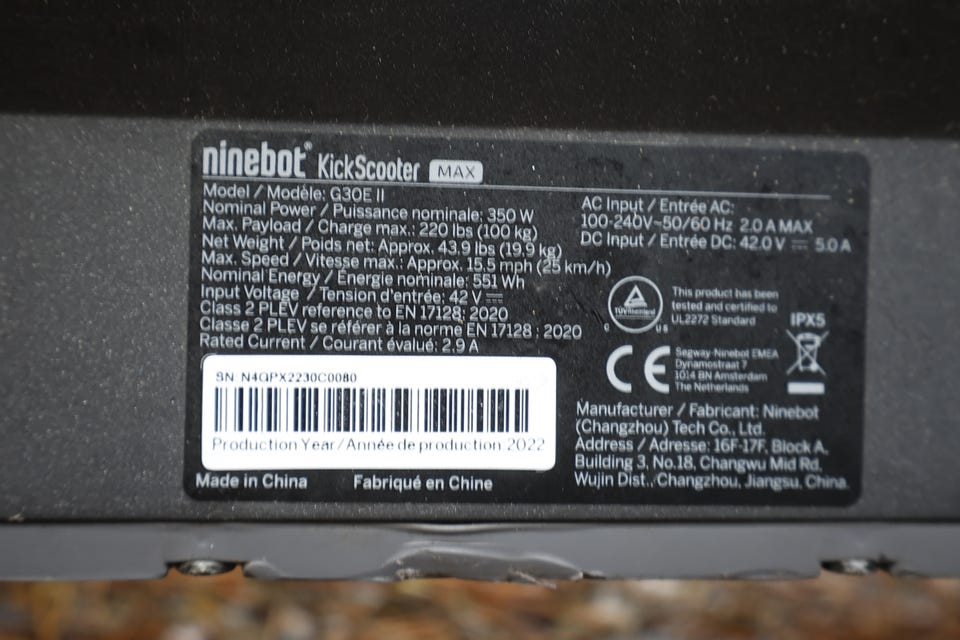 ninebot® KickScooter MAX
Model / Modèle: G30E II
Nominal Power / Puissance nominale: 350 W
Max. Payload / Charge max.: 220 lbs (100 kg)
Net Weight / Poids net: Approx. 43.9 lbs (19.9 kg)
Max. Speed / Vitesse max.: Approx. 15.5 mph (25 km/h)
Nominal Energy / Énergie nominale: 551 Wh
Input Voltage / Tension d'entrée: 42 V ⎓
Class 2 PLEV reference to EN 17128: 2020
Classe 2 PLEV se référer à la norme EN 17128 : 2020
Rated Current / Courant évalué: 2.9 A
SN: N4GPX2230C0080
Production Year/Année de production: 2022
Made in China Fabriqué en Chine
AC Input / Entrée AC:
100-240V~50/60 Hz 2.0 A MAX
DC Input / Entrée DC: 42.0 V ⎓ 5.0 A
TÜVRheinland
C US
This product has been
tested and certified to
UL2272 Standard
IPX5
CE
Segway-Ninebot EMEA
Dynamostraat 7
1014 BN Amsterdam
The Netherlands
Manufacturer / Fabricant: Ninebot
(Changzhou) Tech Co., Ltd.
Address / Adresse: 16F-17F, Block A,
Building 3, No.18, Changwu Mid Rd,
Wujin Dist., Changzhou, Jiangsu, China.